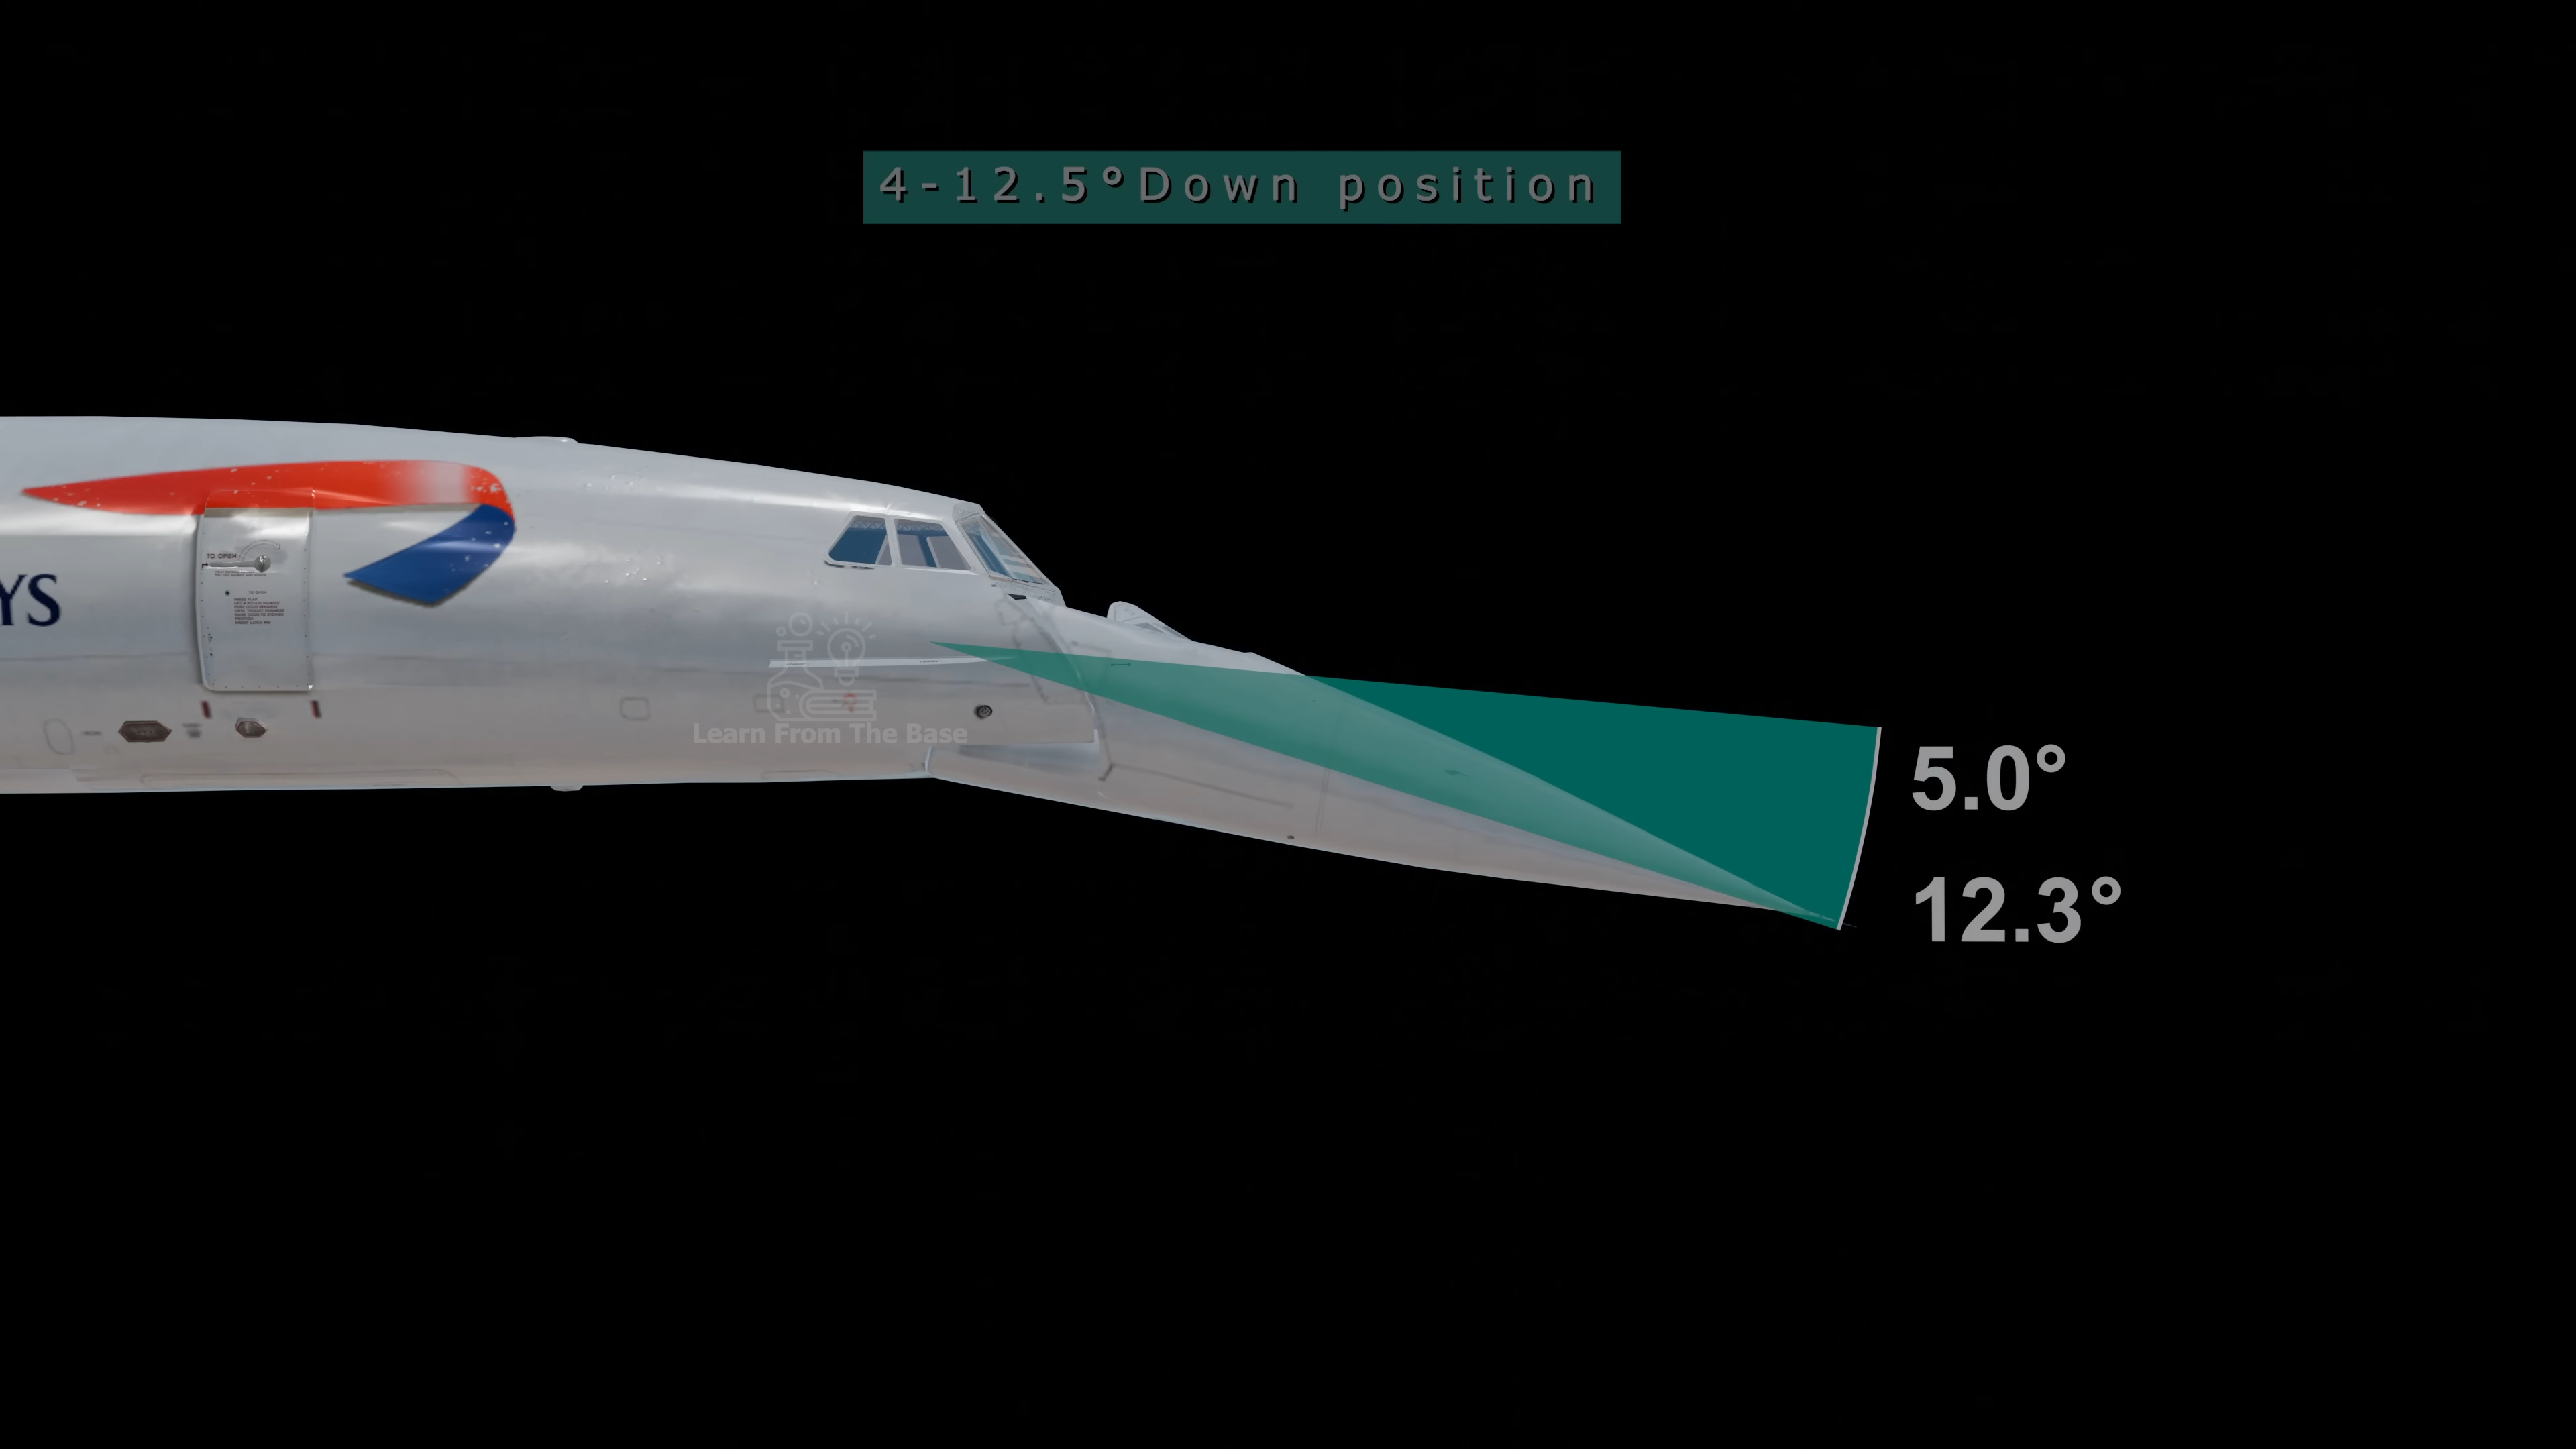 4-12.5°Down position
YS
TO OPEN
Learn From The Base
5.0°
12.3°